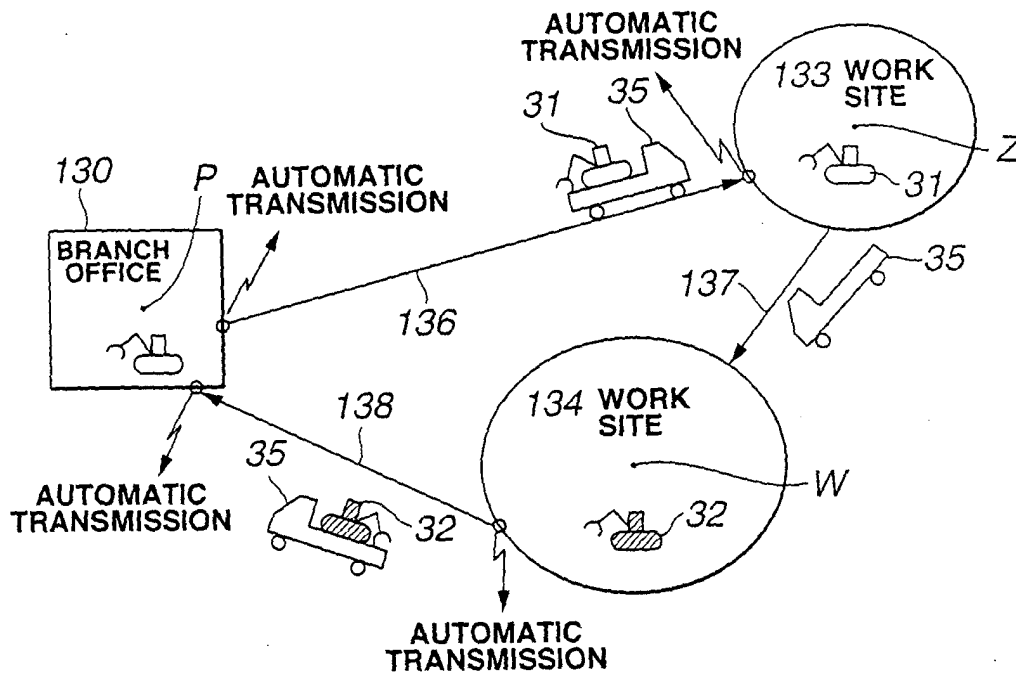 AUTOMATIC
TRANSMISSION
133 WORK
SITE
35
31
Z
31
130
P
AUTOMATIC
TRANSMISSION
BRANCH
OFFICE
35
137
136
134 WORK
SITE
138
35
W
32
32
AUTOMATIC
TRANSMISSION
AUTOMATIC
TRANSMISSION